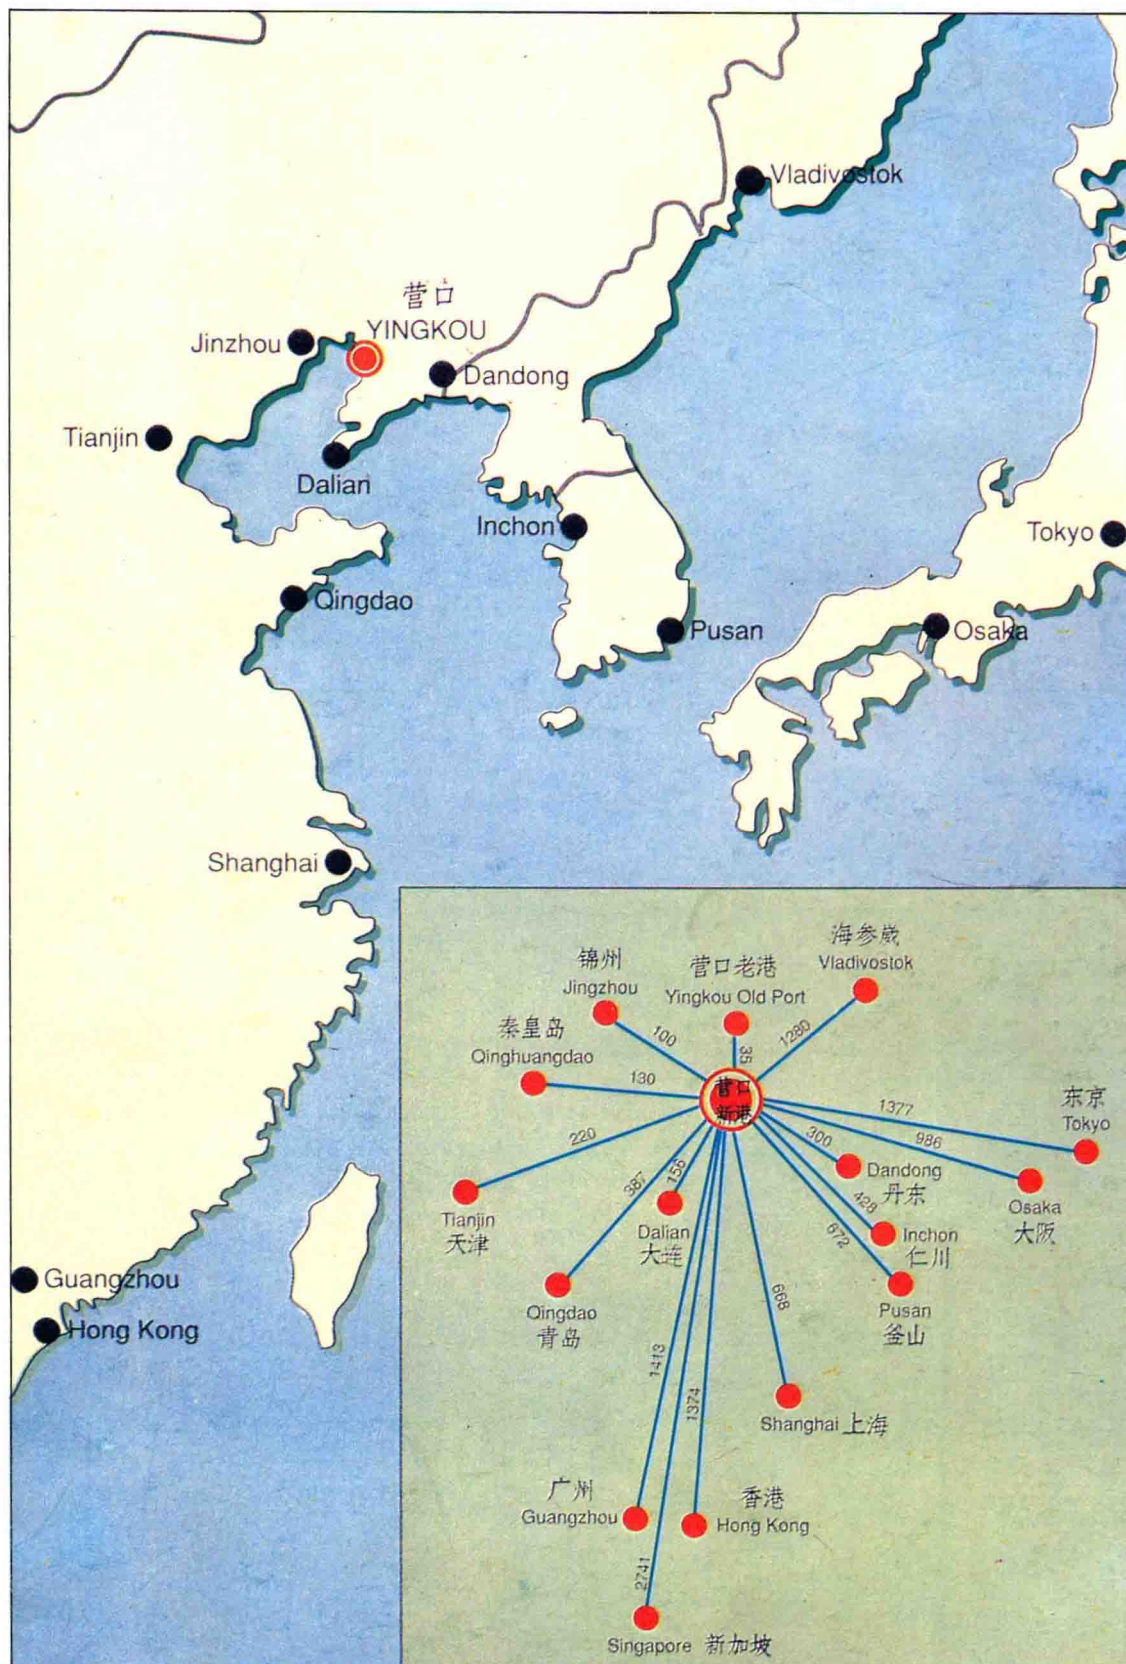 Vladivostok
营口
YINGKOU
Jinzhou
Dandong
Tianjin
Dalian
Inchon
Tokyo
Qingdao
Pusan
Osaka
Shanghai
Guangzhou
Hong Kong
海参崴
Vladivostok
锦州
Jingzhou
营口老港
Yingkou Old Port
秦皇岛
Qinghuangdao
100
35
1280
130
营口
新港
1377
东京
Tokyo
220
300
986
387
156
Dandong
丹东
428
672
Osaka
大阪
Tianjin
天津
Dalian
大连
Inchon
仁川
668
Qingdao
青岛
Pusan
釜山
1413
1374
Shanghai 上海
广州
Guangzhou
香港
Hong Kong
2741
Singapore 新加坡